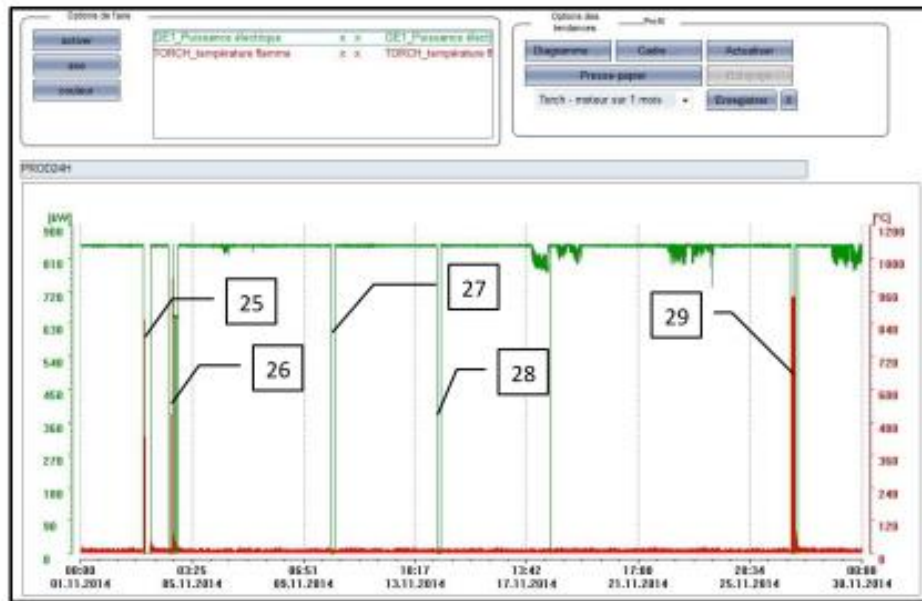 Options de l'axe
activer
axe
couleur
GE1_Puissance électrique x x GE1_Puissance élect
TORCH_température flamme x x TORCH_température fl
Options des tendances
Profil
Diagramme Cadre Actualiser
Presse-papier
Torch - moteur sur 1 mois Enregistrer X
PROD24H
[kW] [°C]
900 1200
810 1080
720 960
630 840
540 720
450 600
360 480
270 360
180 240
90 120
0 0
25
26
27
28
29
00:00 03:25 06:51 10:17 13:42 17:08 20:34 00:00
01.11.2014 05.11.2014 09.11.2014 13.11.2014 17.11.2014 21.11.2014 25.11.2014 30.11.2014